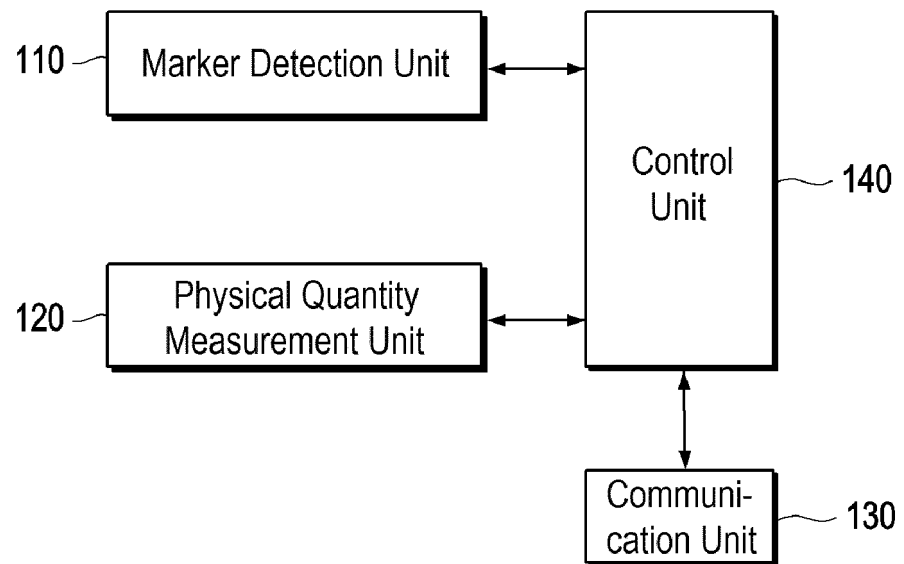 110
Marker Detection Unit
Control
Unit
140
120
Physical Quantity
Measurement Unit
Communi-
cation Unit
130